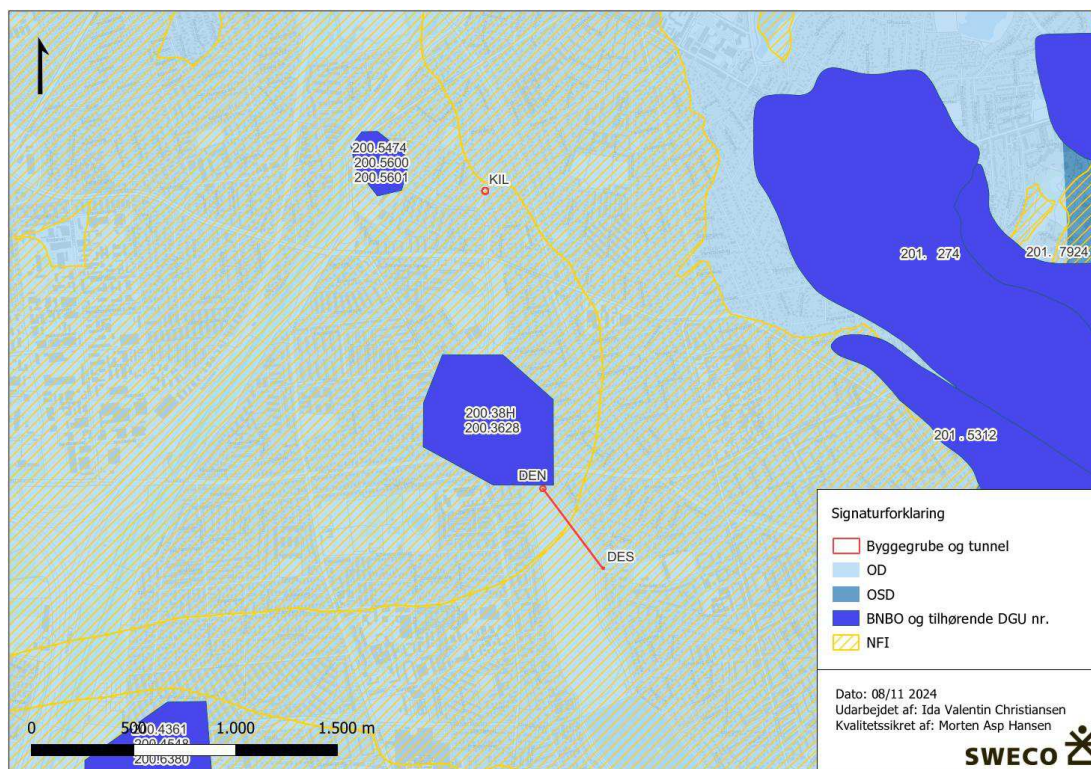 200.5474
200.5600
200.5601
KIL
201. 274
201. 7924
200.38H
200.3628
201 .5312
DEN
DES
Signaturforklaring
Byggegrube og tunnel
OD
OSD
BNBO og tilhørende DGU nr.
NFI
Dato: 08/11 2024
Udarbejdet af: Ida Valentin Christiansen
Kvalitetssikret af: Morten Asp Hansen
SWECO
0 500 1.000 1.500 m
200.4361
200.4548
200.6380